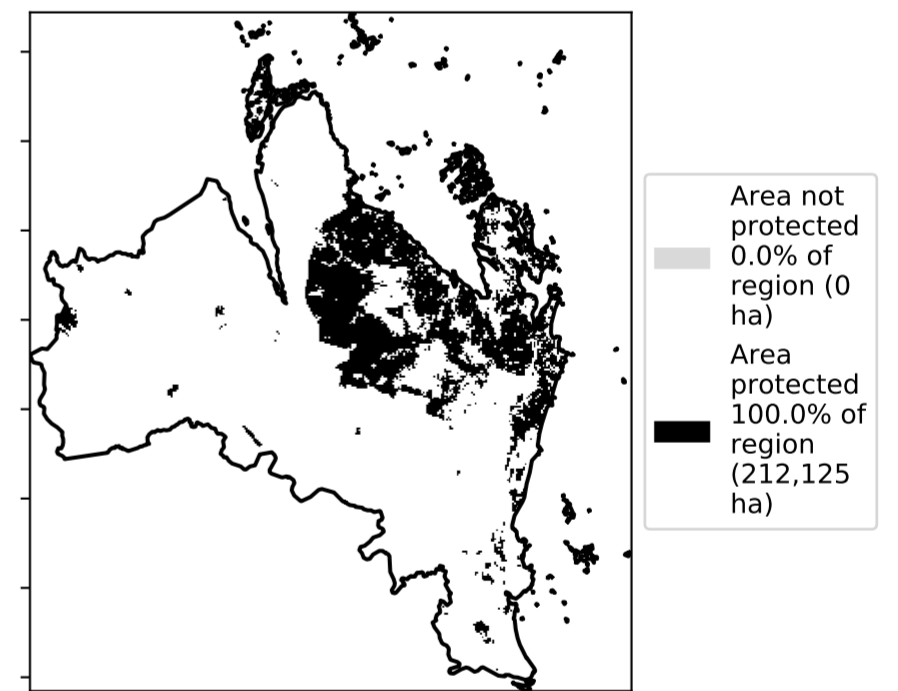 Area not
protected
0.0% of
region (0
ha)
Area
protected
100.0% of
region
(212,125
ha)